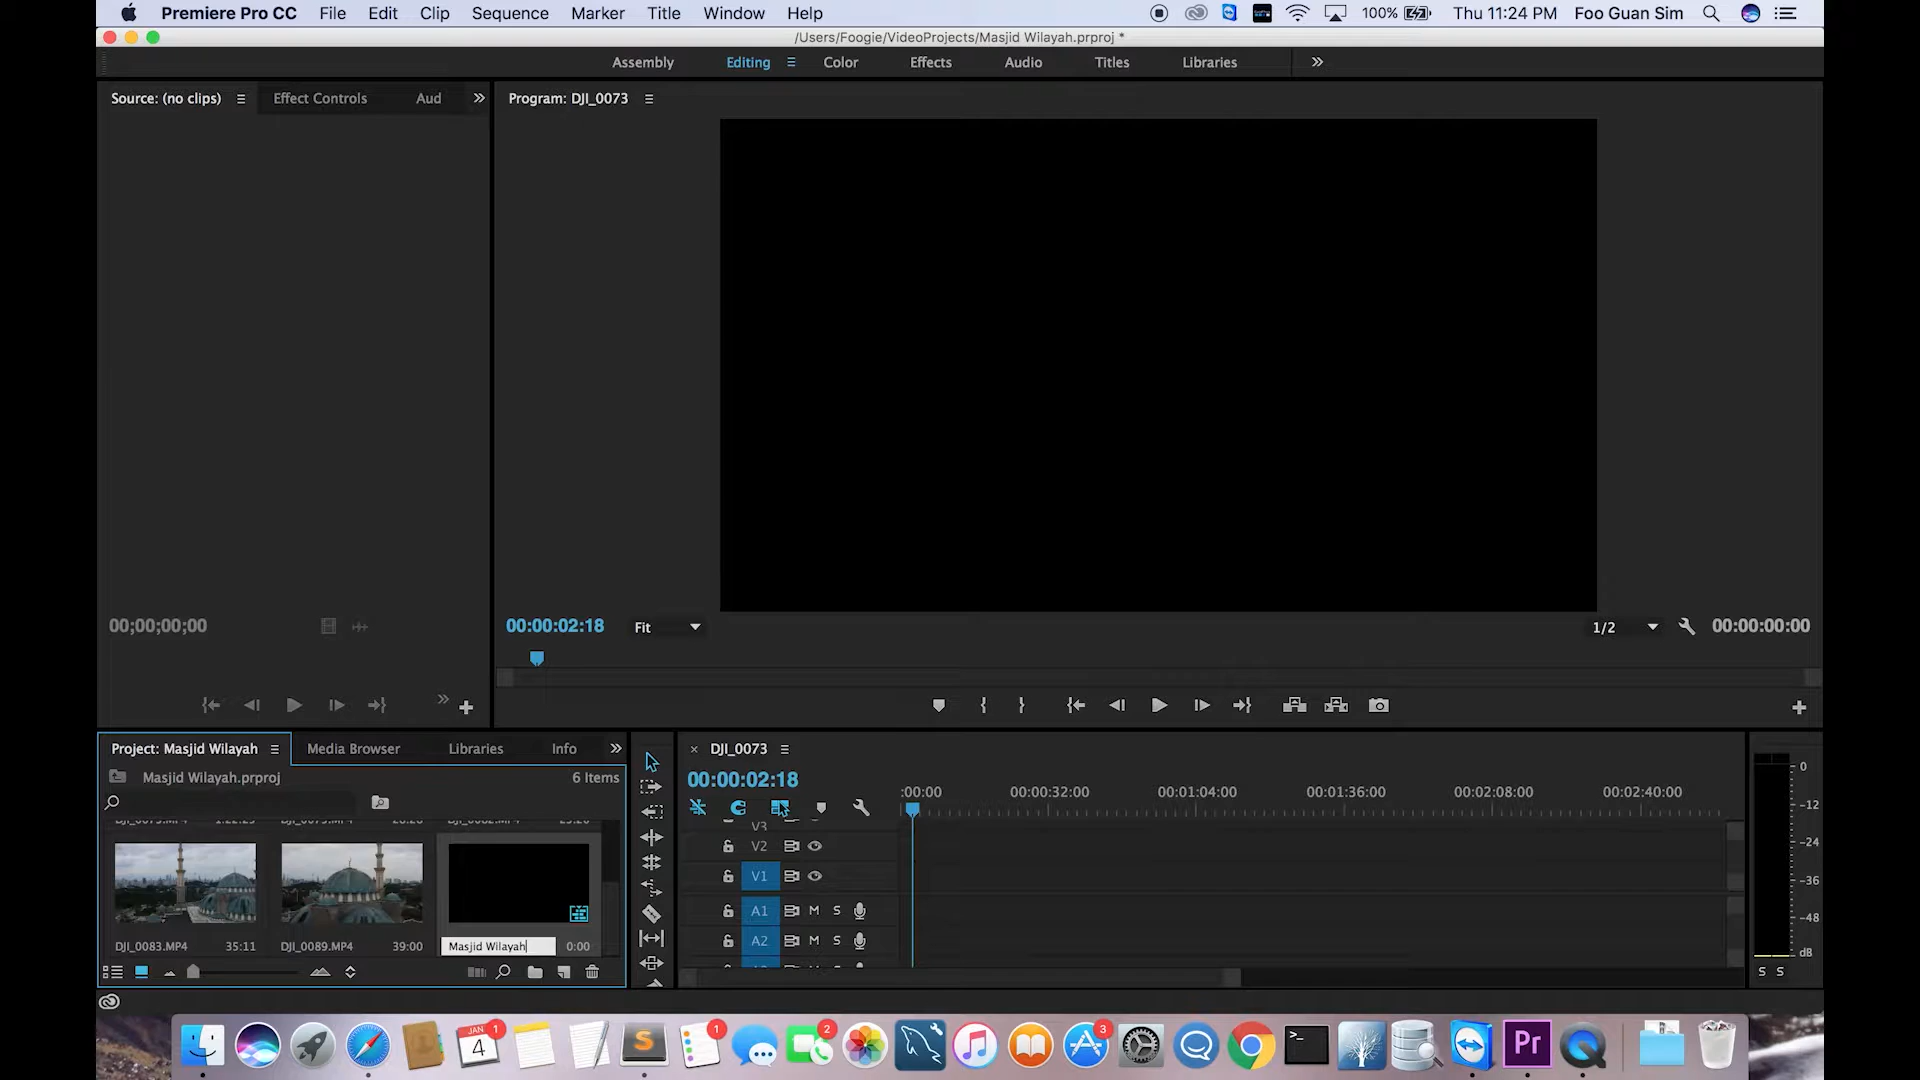 Premiere Pro CC File Edit Clip Sequence Marker Title Window Help 100% Thu 11:24 PM Foo Guan Sim
/Users/Foogie/VideoProjects/Masjid Wilayah.prproj *
Assembly Editing Color Effects Audio Titles Libraries
Source: (no clips) Effect Controls Aud Program: DJI_0073
00;00;00;00 00:00:02:18 Fit 1/2 00:00:00:00
Project: Masjid Wilayah Media Browser Libraries Info DJI_0073
Masjid Wilayah.prproj 6 Items 00:00:02:18
:00:00 00:00:32:00 00:01:04:00 00:01:36:00 00:02:08:00 00:02:40:00
V3
V2
V1
A1 M S
A2 M S
DJI_0083.MP4 35:11 DJI_0089.MP4 39:00 Masjid Wilayah 0:00
0
-12
-24
-36
-48
dB
S S
JAN 4 1
1
2
3
Pr